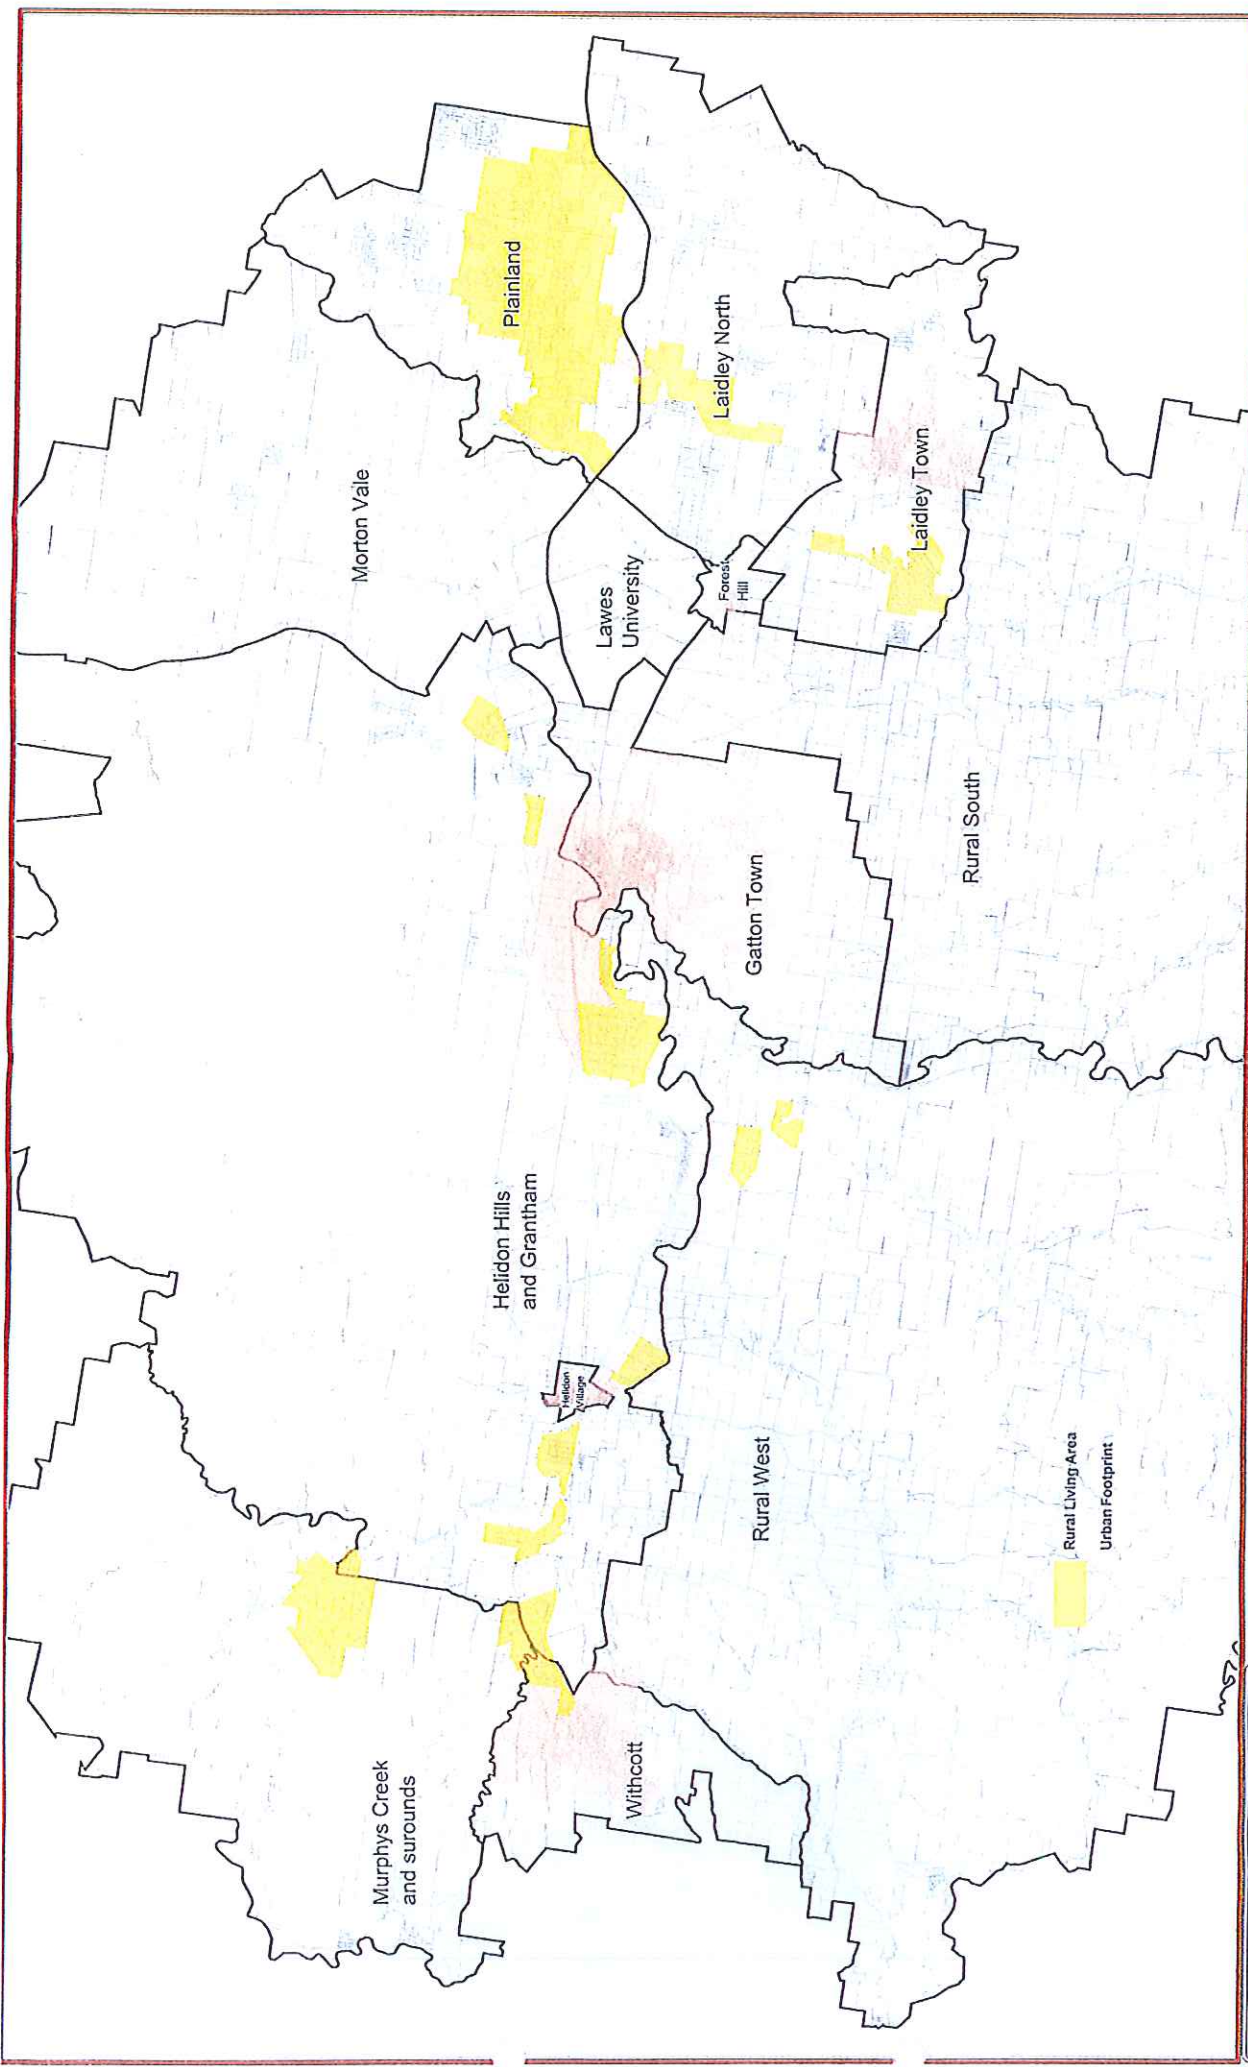 Murphys Creek
and surounds
Withcott
Helidon Hills
and Grantham
Helidon
Village
Rural West
Morton Vale
Plainland
Lawes
University
Forest
Hill
Laidley North
Laidley Town
Gatton Town
Rural South
Rural Living Area
Urban Footprint